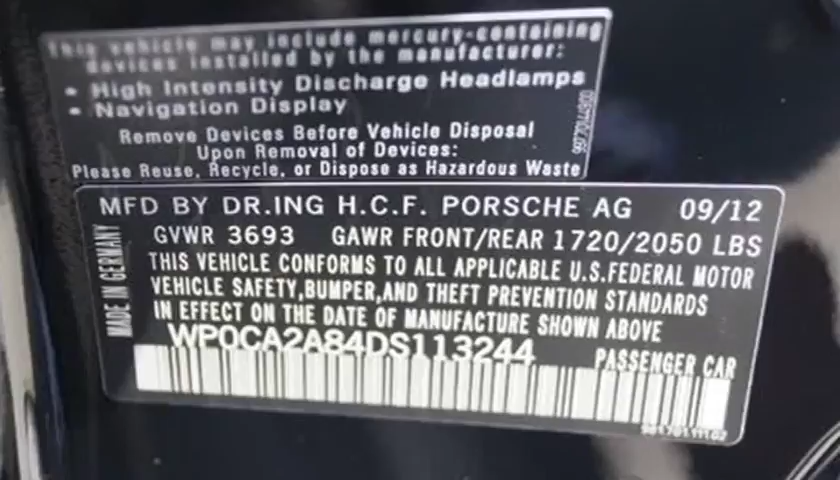 This vehicle may include mercury-containing
devices installed by the manufacturer:
• High Intensity Discharge Headlamps
• Navigation Display
Remove Devices Before Vehicle Disposal
Upon Removal of Devices:
Please Reuse, Recycle, or Dispose as Hazardous Waste
MFD BY DR.ING H.C.F. PORSCHE AG 09/12
GVWR 3693 GAWR FRONT/REAR 1720/2050 LBS
THIS VEHICLE CONFORMS TO ALL APPLICABLE U.S.FEDERAL MOTOR
VEHICLE SAFETY,BUMPER,AND THEFT PREVENTION STANDARDS
IN EFFECT ON THE DATE OF MANUFACTURE SHOWN ABOVE
WP0CA2A84DS113244 PASSENGER CAR
MADE IN GERMANY